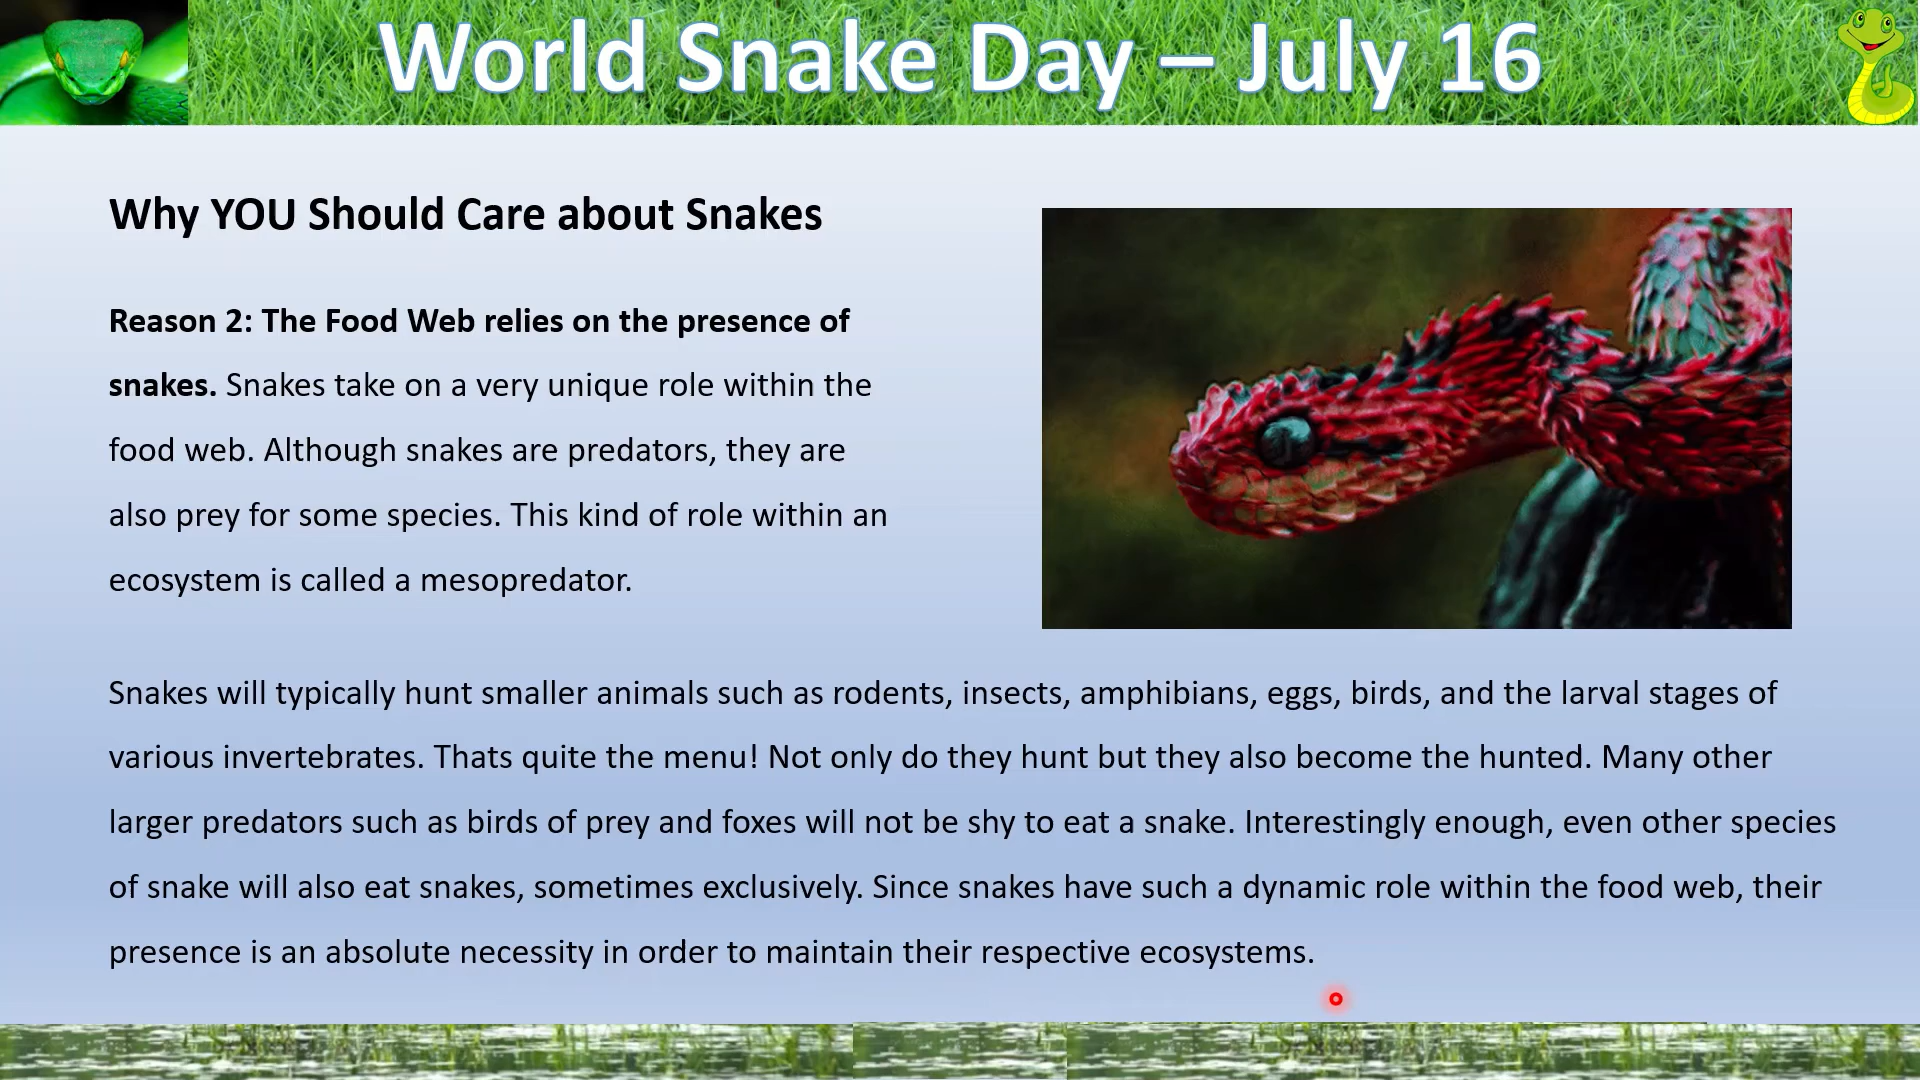 World Snake Day – July 16
Why YOU Should Care about Snakes
Reason 2: The Food Web relies on the presence of
snakes. Snakes take on a very unique role within the
food web. Although snakes are predators, they are
also prey for some species. This kind of role within an
ecosystem is called a mesopredator.
Snakes will typically hunt smaller animals such as rodents, insects, amphibians, eggs, birds, and the larval stages of
various invertebrates. Thats quite the menu! Not only do they hunt but they also become the hunted. Many other
larger predators such as birds of prey and foxes will not be shy to eat a snake. Interestingly enough, even other species
of snake will also eat snakes, sometimes exclusively. Since snakes have such a dynamic role within the food web, their
presence is an absolute necessity in order to maintain their respective ecosystems.